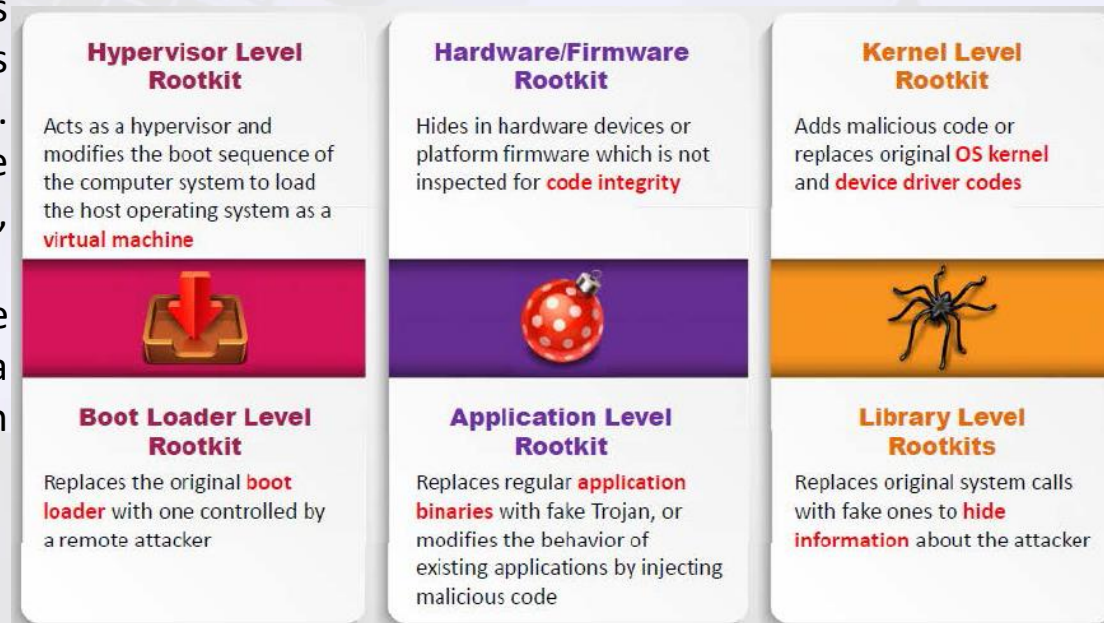 Hypervisor Level
Rootkit
Acts as a hypervisor and
modifies the boot sequence of
the computer system to load
the host operating system as a
virtual machine
Hardware/Firmware
Rootkit
Hides in hardware devices or
platform firmware which is not
inspected for code integrity
Kernel Level
Rootkit
Adds malicious code or
replaces original OS kernel
and device driver codes
Boot Loader Level
Rootkit
Replaces the original boot
loader with one controlled by
a remote attacker
Application Level
Rootkit
Replaces regular application
binaries with fake Trojan, or
modifies the behavior of
existing applications by injecting
malicious code
Library Level
Rootkits
Replaces original system calls
with fake ones to hide
information about the attacker